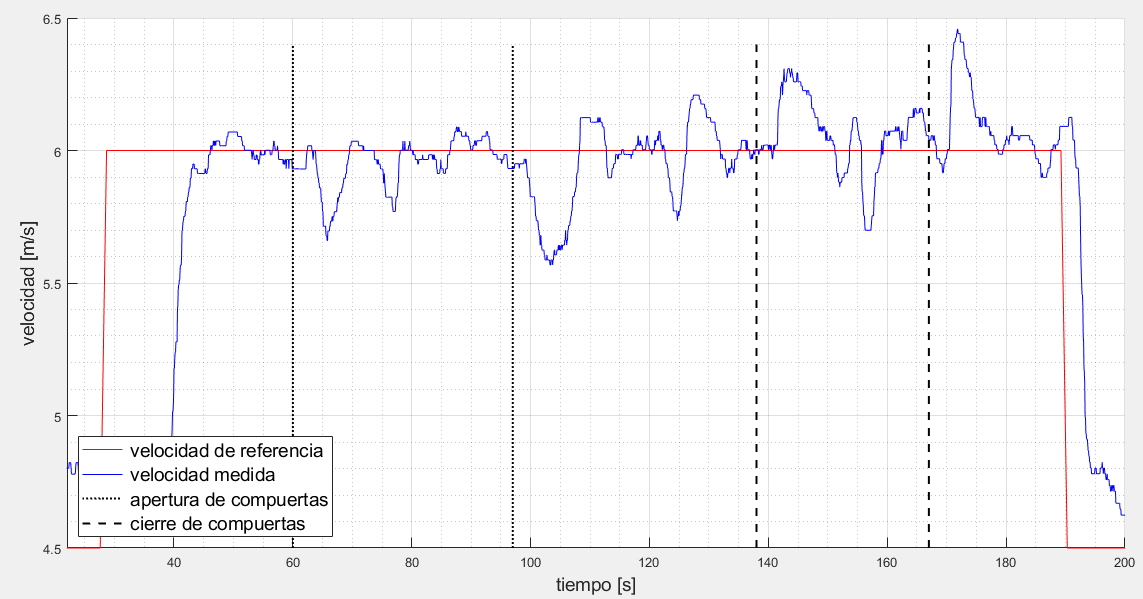 6.5
6
5.5
5
4.5
velocidad [m/s]
velocidad de referencia
velocidad medida
apertura de compuertas
cierre de compuertas
40 60 80 100 120 140 160 180 200
tiempo [s]